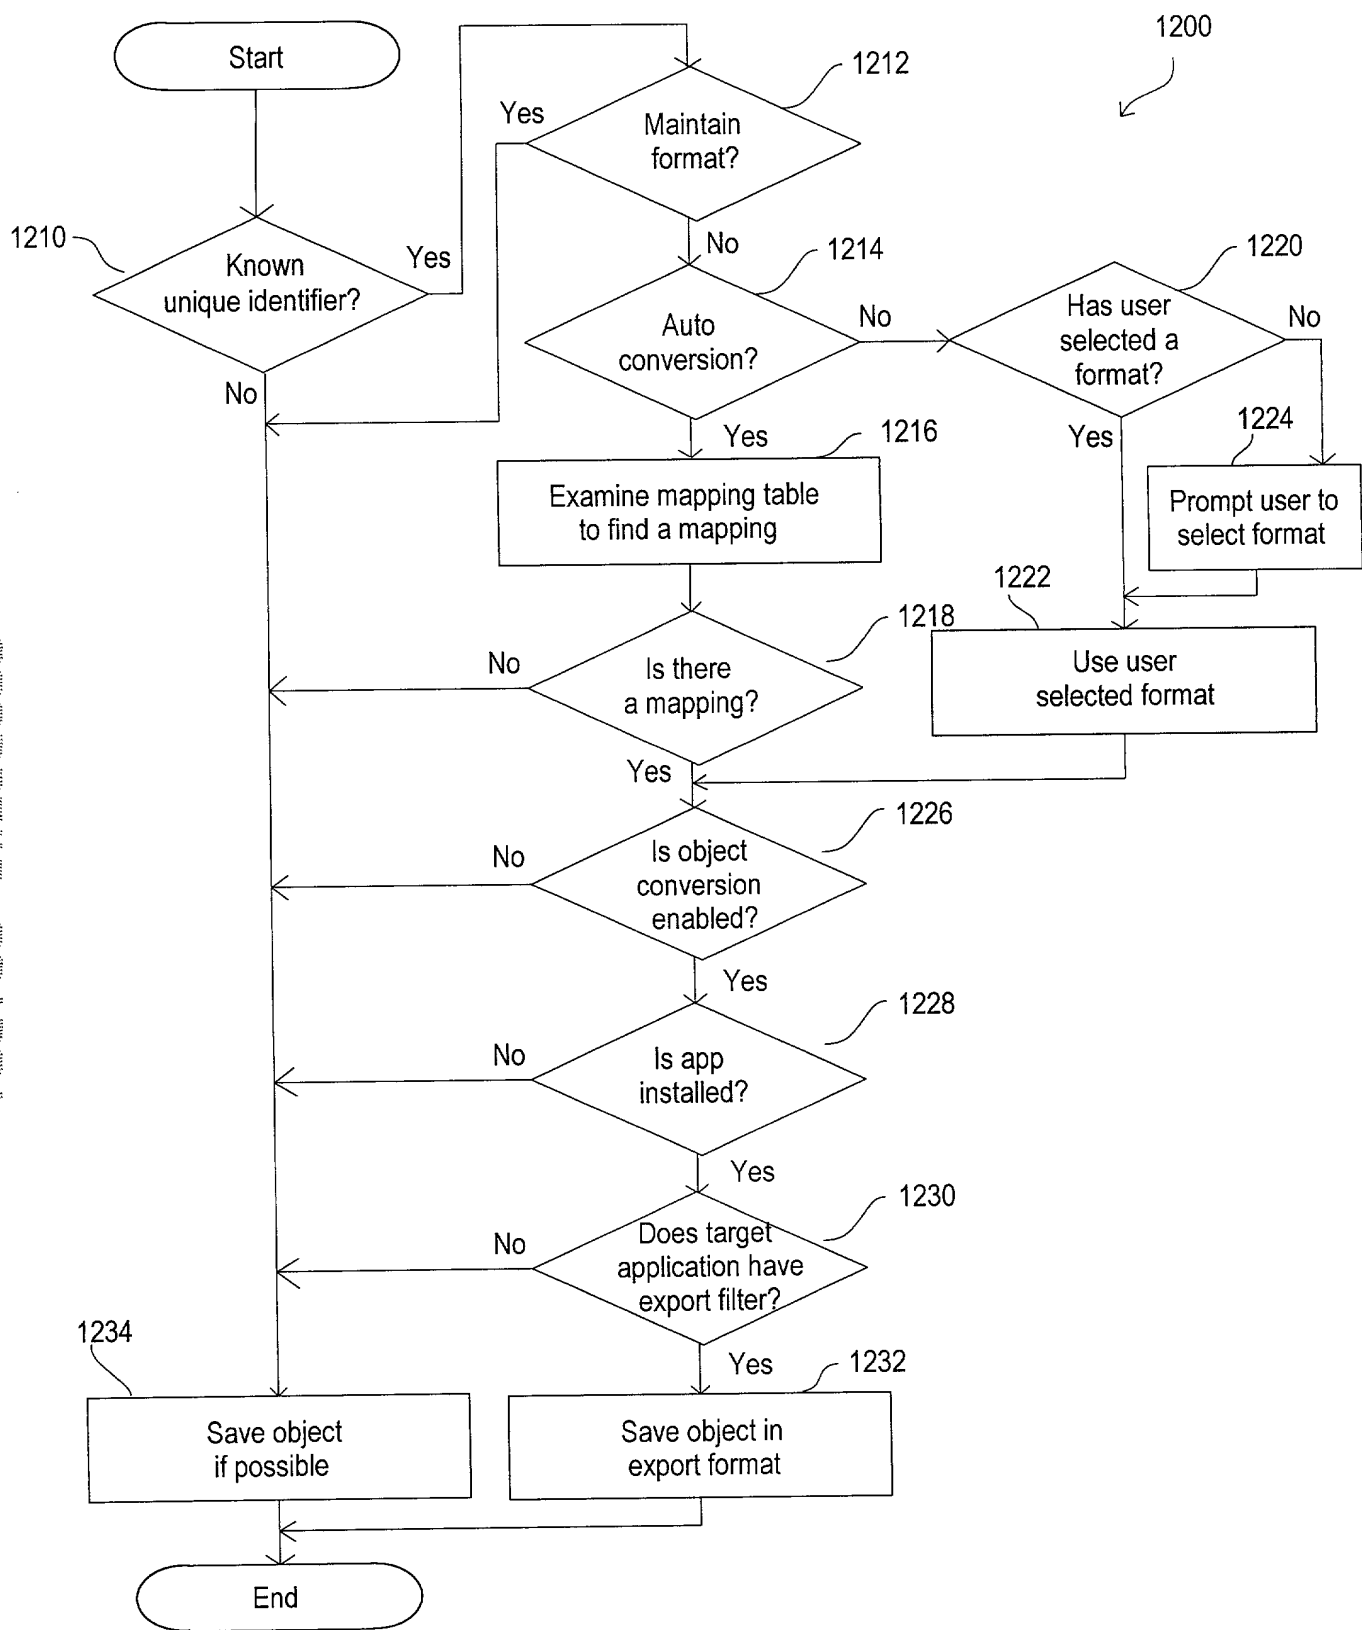 1200
Start
1212
Yes
Maintain
format?
1210
Known
unique identifier?
Yes
No
No
1214
Auto
conversion?
No
1220
Has user
selected a
format?
No
Yes
Yes
1216
Examine mapping table
to find a mapping
1224
Prompt user to
select format
1222
Use user
selected format
1218
No
Is there
a mapping?
Yes
1226
No
Is object
conversion
enabled?
Yes
1228
No
Is app
installed?
Yes
1230
No
Does target
application have
export filter?
Yes
1234
Save object
if possible
1232
Save object in
export format
End